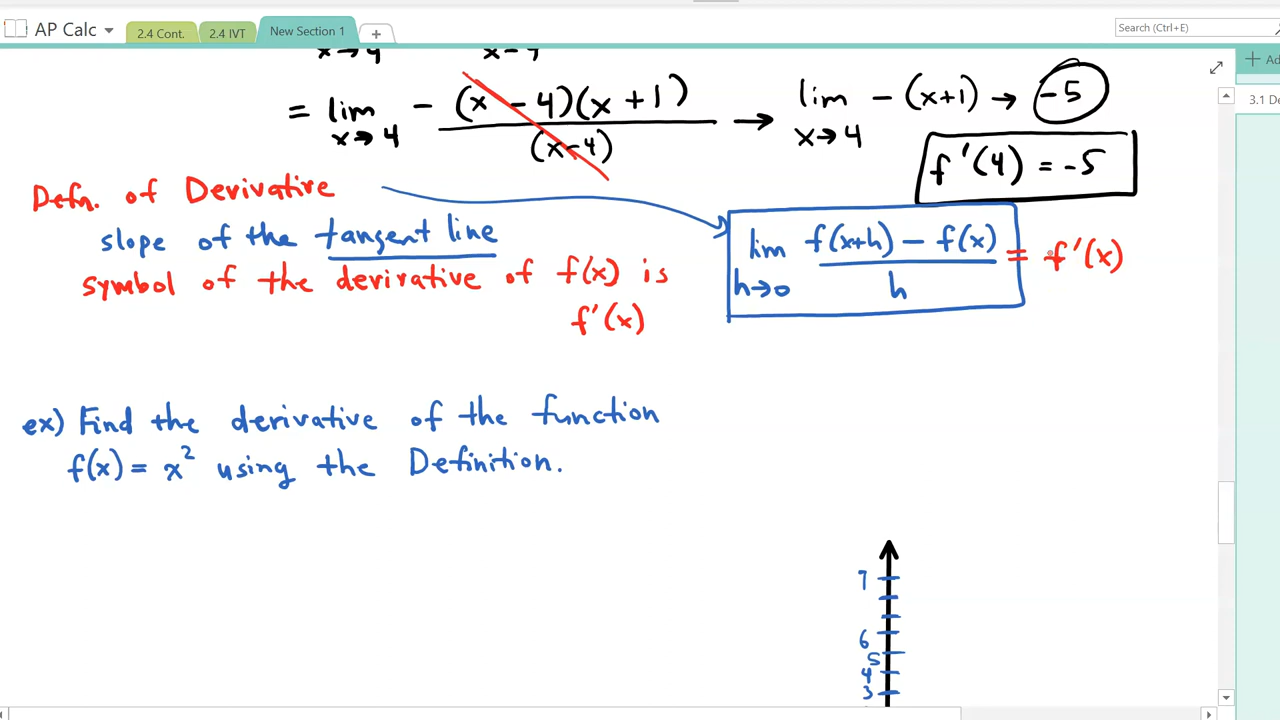 AP Calc
2.4 Cont.
2.4 IVT
New Section 1
Search (Ctrl+E)
x→4 x-4
= lim x→4 - (x-4)(x+1) / (x-4) → lim x→4 - (x+1) → -5
f'(4) = -5
3.1 D
Defn. of Derivative
slope of the tangent line
lim h→0 f(x+h) - f(x) / h = f'(x)
symbol of the derivative of f(x) is
f'(x)
ex) Find the derivative of the function
f(x) = x² using the Definition.
7
6
5
4
3